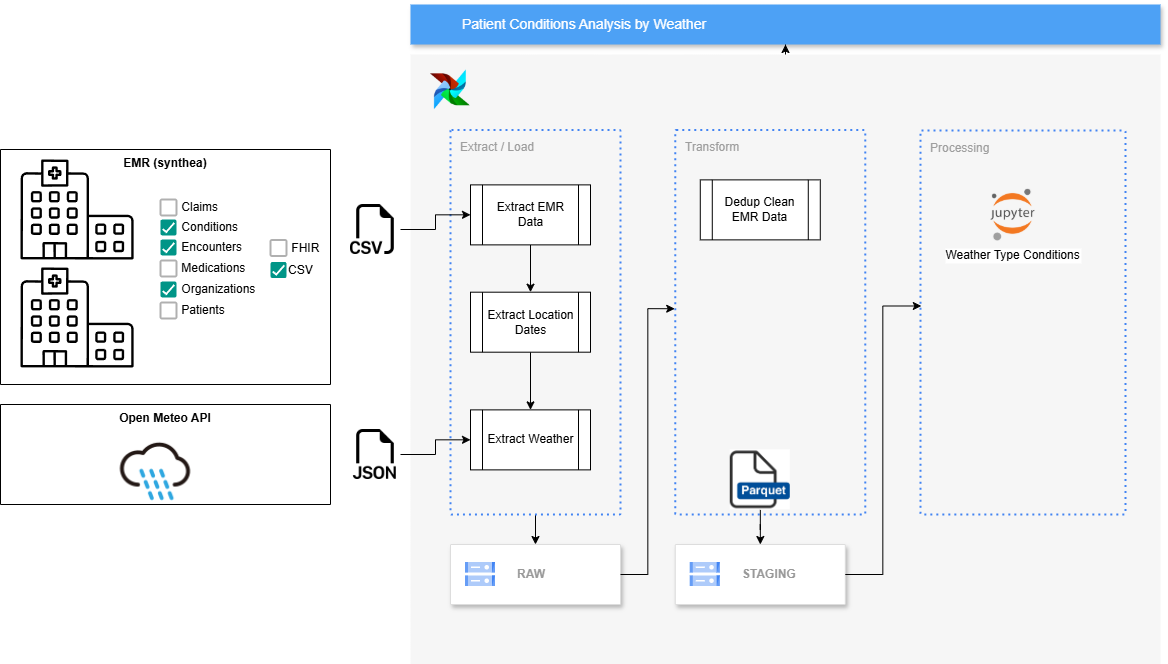 Patient Conditions Analysis by Weather
EMR (synthea)
Claims
Conditions
Encounters
Medications
Organizations
Patients
FHIR
CSV
CSV
Open Meteo API
JSON
Extract / Load
Extract EMR
Data
Extract Location
Dates
Extract Weather
RAW
Transform
Dedup Clean
EMR Data
Parquet
STAGING
Processing
jupyter
Weather Type Conditions